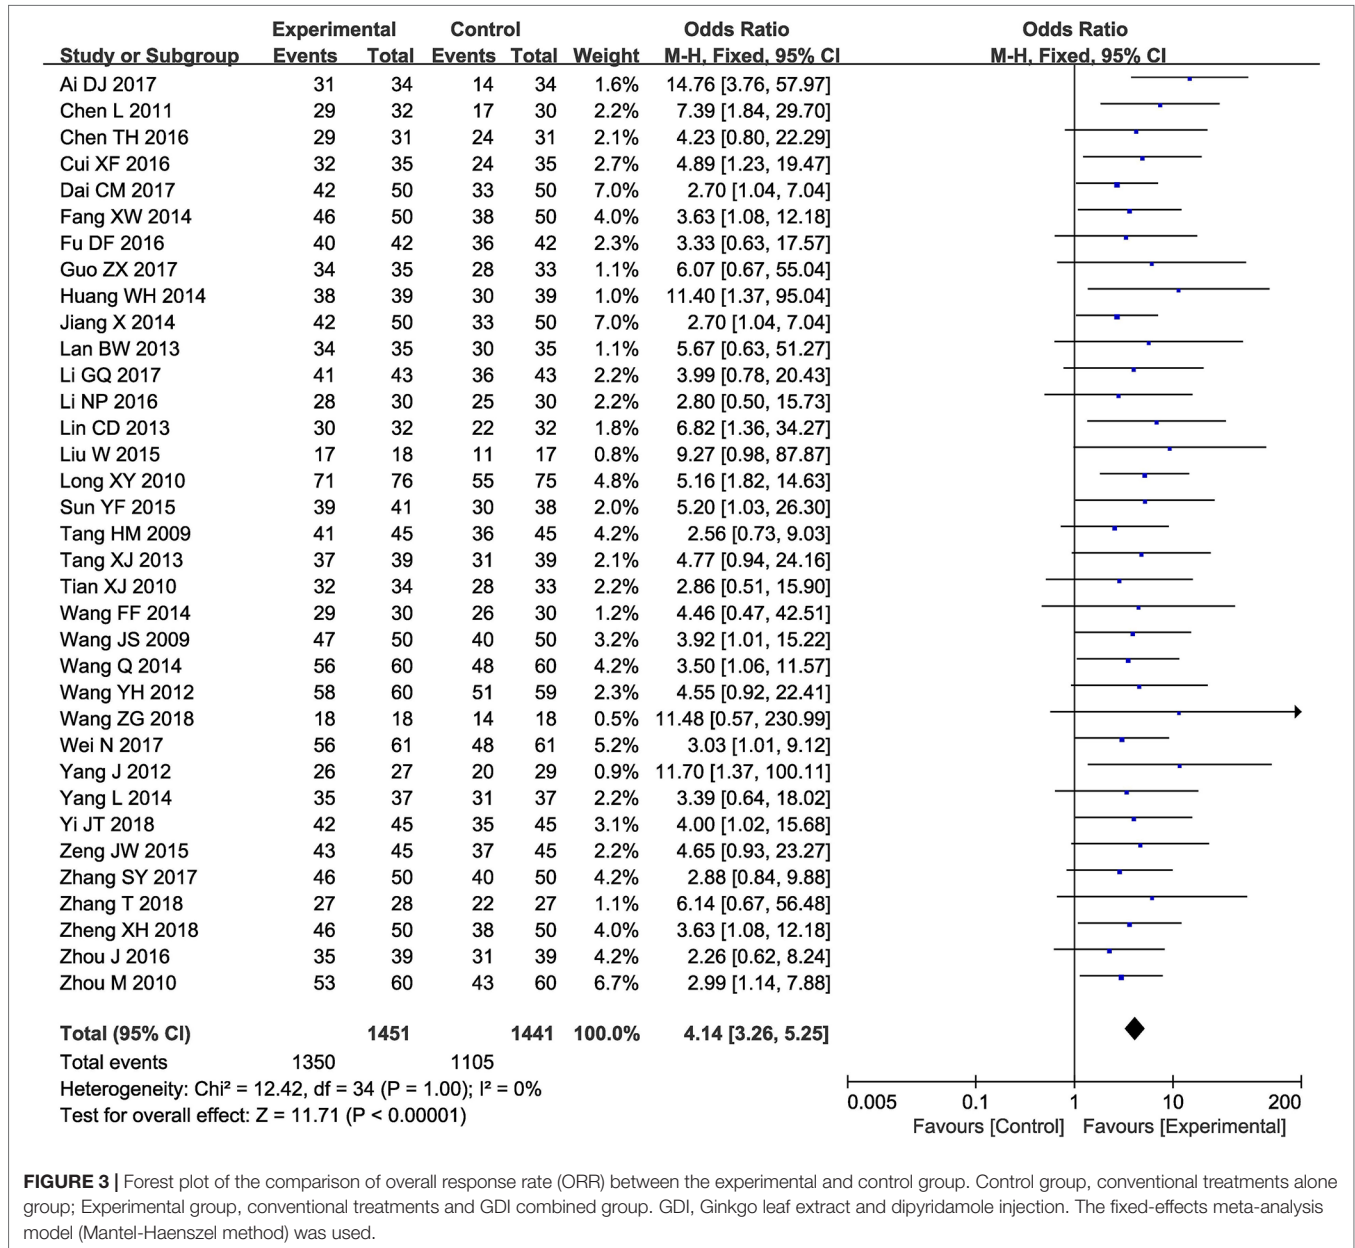 Experimental Control Odds Ratio Odds Ratio
Study or Subgroup Events Total Events Total Weight M-H, Fixed, 95% CI M-H, Fixed, 95% CI
Ai DJ 2017 31 34 14 34 1.6% 14.76 [3.76, 57.97]
Chen L 2011 29 32 17 30 2.2% 7.39 [1.84, 29.70]
Chen TH 2016 29 31 24 31 2.1% 4.23 [0.80, 22.29]
Cui XF 2016 32 35 24 35 2.7% 4.89 [1.23, 19.47]
Dai CM 2017 42 50 33 50 7.0% 2.70 [1.04, 7.04]
Fang XW 2014 46 50 38 50 4.0% 3.63 [1.08, 12.18]
Fu DF 2016 40 42 36 42 2.3% 3.33 [0.63, 17.57]
Guo ZX 2017 34 35 28 33 1.1% 6.07 [0.67, 55.04]
Huang WH 2014 38 39 30 39 1.0% 11.40 [1.37, 95.04]
Jiang X 2014 42 50 33 50 7.0% 2.70 [1.04, 7.04]
Lan BW 2013 34 35 30 35 1.1% 5.67 [0.63, 51.27]
Li GQ 2017 41 43 36 43 2.2% 3.99 [0.78, 20.43]
Li NP 2016 28 30 25 30 2.2% 2.80 [0.50, 15.73]
Lin CD 2013 30 32 22 32 1.8% 6.82 [1.36, 34.27]
Liu W 2015 17 18 11 17 0.8% 9.27 [0.98, 87.87]
Long XY 2010 71 76 55 75 4.8% 5.16 [1.82, 14.63]
Sun YF 2015 39 41 30 38 2.0% 5.20 [1.03, 26.30]
Tang HM 2009 41 45 36 45 4.2% 2.56 [0.73, 9.03]
Tang XJ 2013 37 39 31 39 2.1% 4.77 [0.94, 24.16]
Tian XJ 2010 32 34 28 33 2.2% 2.86 [0.51, 15.90]
Wang FF 2014 29 30 26 30 1.2% 4.46 [0.47, 42.51]
Wang JS 2009 47 50 40 50 3.2% 3.92 [1.01, 15.22]
Wang Q 2014 56 60 48 60 4.2% 3.50 [1.06, 11.57]
Wang YH 2012 58 60 51 59 2.3% 4.55 [0.92, 22.41]
Wang ZG 2018 18 18 14 18 0.5% 11.48 [0.57, 230.99]
Wei N 2017 56 61 48 61 5.2% 3.03 [1.01, 9.12]
Yang J 2012 26 27 20 29 0.9% 11.70 [1.37, 100.11]
Yang L 2014 35 37 31 37 2.2% 3.39 [0.64, 18.02]
Yi JT 2018 42 45 35 45 3.1% 4.00 [1.02, 15.68]
Zeng JW 2015 43 45 37 45 2.2% 4.65 [0.93, 23.27]
Zhang SY 2017 46 50 40 50 4.2% 2.88 [0.84, 9.88]
Zhang T 2018 27 28 22 27 1.1% 6.14 [0.67, 56.48]
Zheng XH 2018 46 50 38 50 4.0% 3.63 [1.08, 12.18]
Zhou J 2016 35 39 31 39 4.2% 2.26 [0.62, 8.24]
Zhou M 2010 53 60 43 60 6.7% 2.99 [1.14, 7.88]
Total (95% CI) 1451 1441 100.0% 4.14 [3.26, 5.25]
Total events 1350 1105
Heterogeneity: Chi² = 12.42, df = 34 (P = 1.00); I² = 0%
Test for overall effect: Z = 11.71 (P < 0.00001)
0.005 0.1 1 10 200
Favours [Control] Favours [Experimental]
FIGURE 3 | Forest plot of the comparison of overall response rate (ORR) between the experimental and control group. Control group, conventional treatments alone
group; Experimental group, conventional treatments and GDI combined group. GDI, Ginkgo leaf extract and dipyridamole injection. The fixed-effects meta-analysis
model (Mantel-Haenszel method) was used.